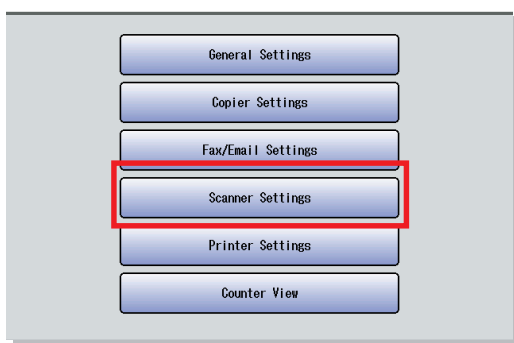 General Settings
Copier Settings
Fax/Email Settings
Scanner Settings
Printer Settings
Counter View